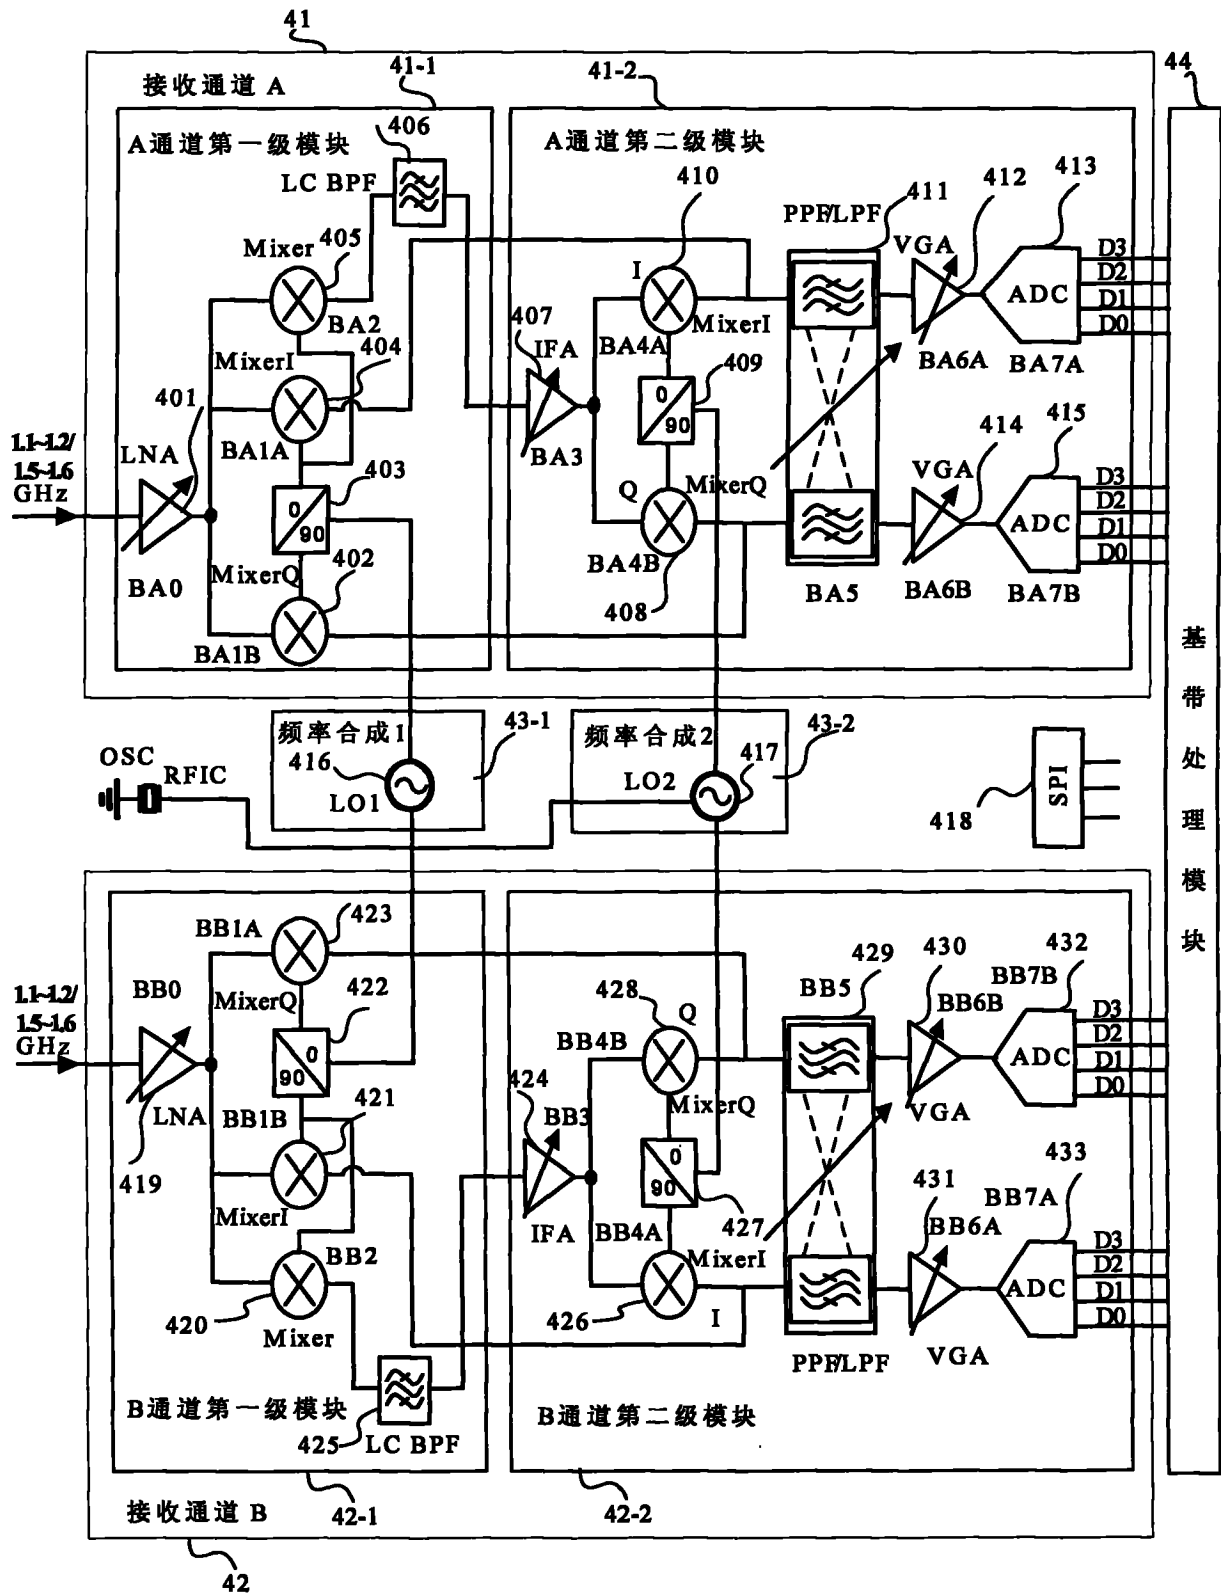 41
44
接收通道 A
41-1
41-2
A通道第一级模块
406
LC BPF
A通道第二级模块
410
411
412
413
PPF/LPF
VGA
Mixer
405
BA2
I
MixerI
BA4A
ADC
D3
D2
D1
D0
407
IFA
BA3
MixerI
404
BA1A
409
0
90
BA6A
BA7A
401
LNA
1.1~1.2/
1.5~1.6
GHz
BA0
403
0
90
MixerQ
402
BA1B
Q
MixerQ
BA4B
408
BA5
414
VGA
415
ADC
BA6B
BA7B
D3
D2
D1
D0
基带处理模块
频率合成1
43-1
416
LO1
频率合成2
43-2
417
LO2
OSC
RFIC
SPI
418
BB1A
423
BB0
MixerQ
422
0
90
1.1~1.2/
1.5~1.6
GHz
LNA
419
BB1B
421
MixerI
BB2
420
Mixer
424
BB3
IFA
428
Q
BB4B
MixerQ
0
90
427
BB4A
MixerI
426
I
429
BB5
430
BB6B
VGA
432
BB7B
ADC
D3
D2
D1
D0
431
BB6A
VGA
433
BB7A
ADC
D3
D2
D1
D0
PPF/LPF
B通道第一级模块
425
LC BPF
B通道第二级模块
接收通道 B
42-1
42-2
42